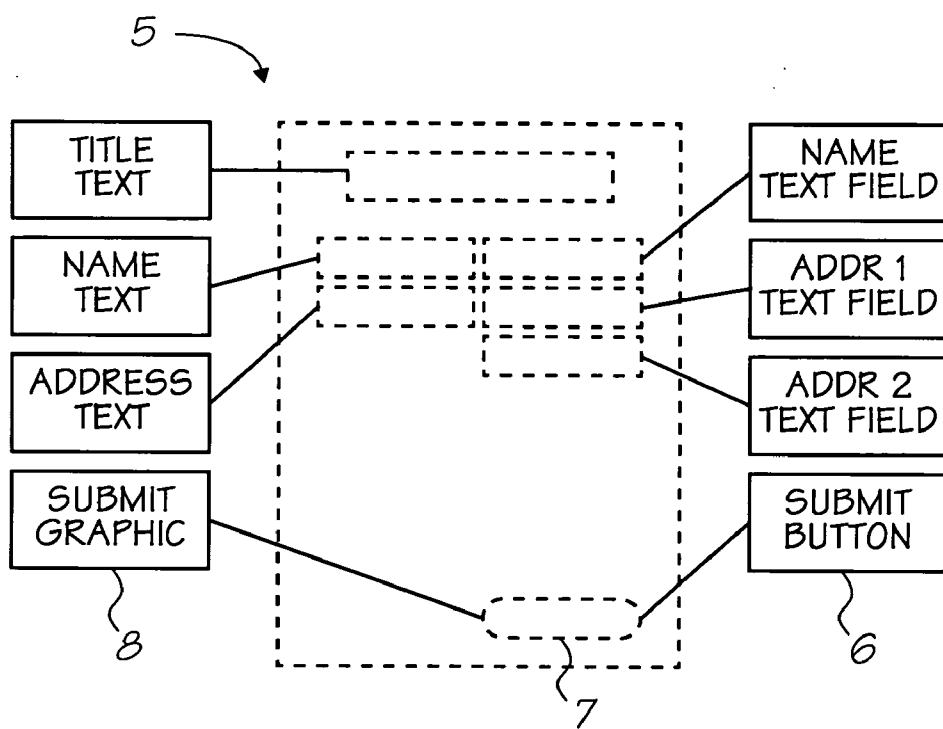 5
TITLE
TEXT
NAME
TEXT FIELD
NAME
TEXT
ADDR 1
TEXT FIELD
ADDRESS
TEXT
ADDR 2
TEXT FIELD
SUBMIT
GRAPHIC
SUBMIT
BUTTON
8
7
6